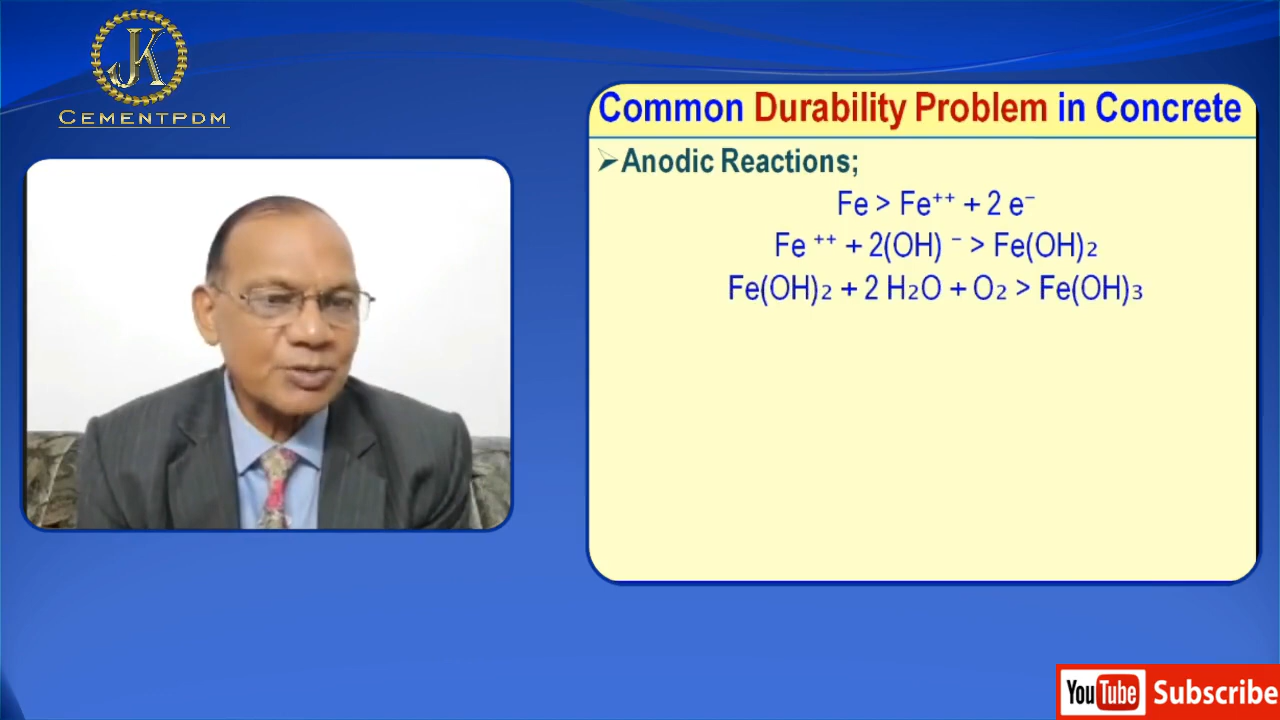 JK
CEMENTPDM
Common Durability Problem in Concrete
➢Anodic Reactions;
Fe > Fe⁺⁺ + 2 e⁻
Fe ⁺⁺ + 2(OH) ⁻ > Fe(OH)₂
Fe(OH)₂ + 2 H₂O + O₂ > Fe(OH)₃
YouTube Subscribe